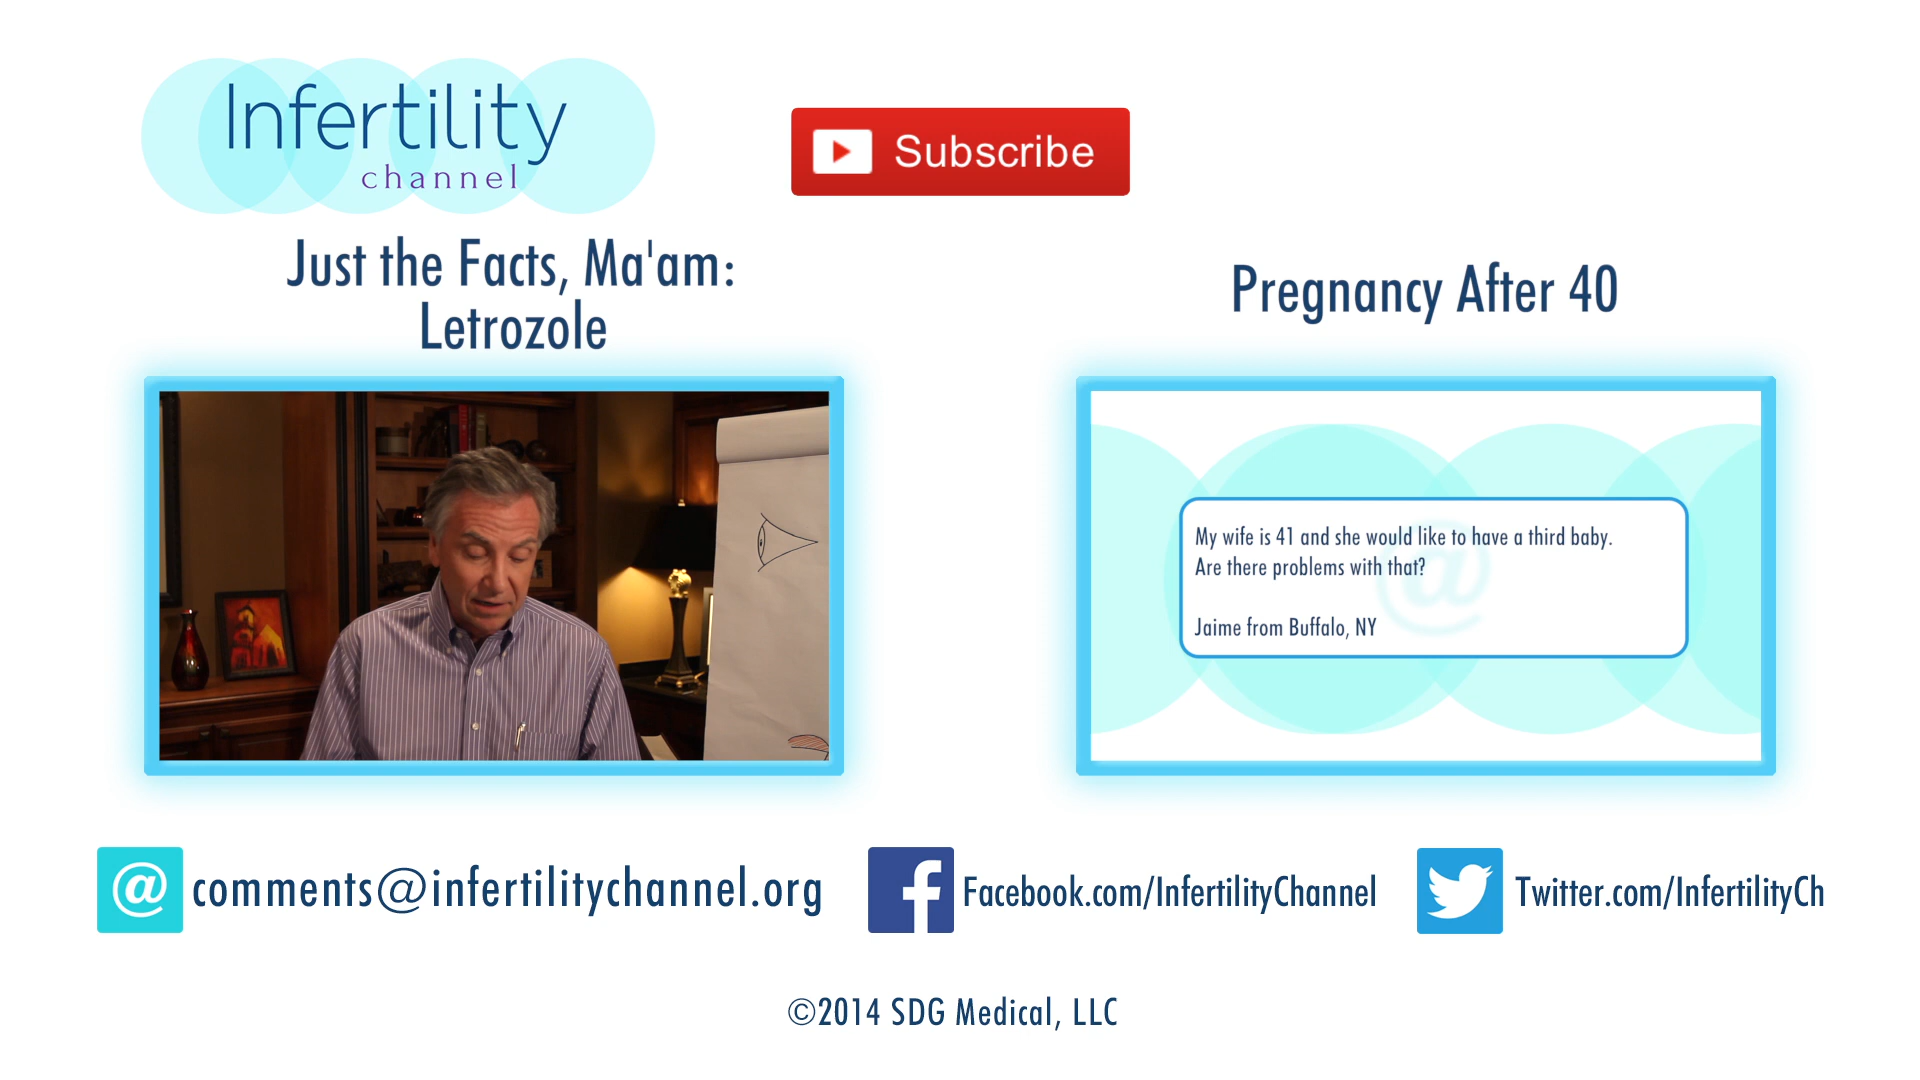 Infertility
channel
Subscribe
Just the Facts, Ma'am:
Letrozole
Pregnancy After 40
My wife is 41 and she would like to have a third baby.
Are there problems with that?
Jaime from Buffalo, NY
@
@ comments@infertilitychannel.org
f Facebook.com/InfertilityChannel
Twitter.com/InfertilityCh
©2014 SDG Medical, LLC